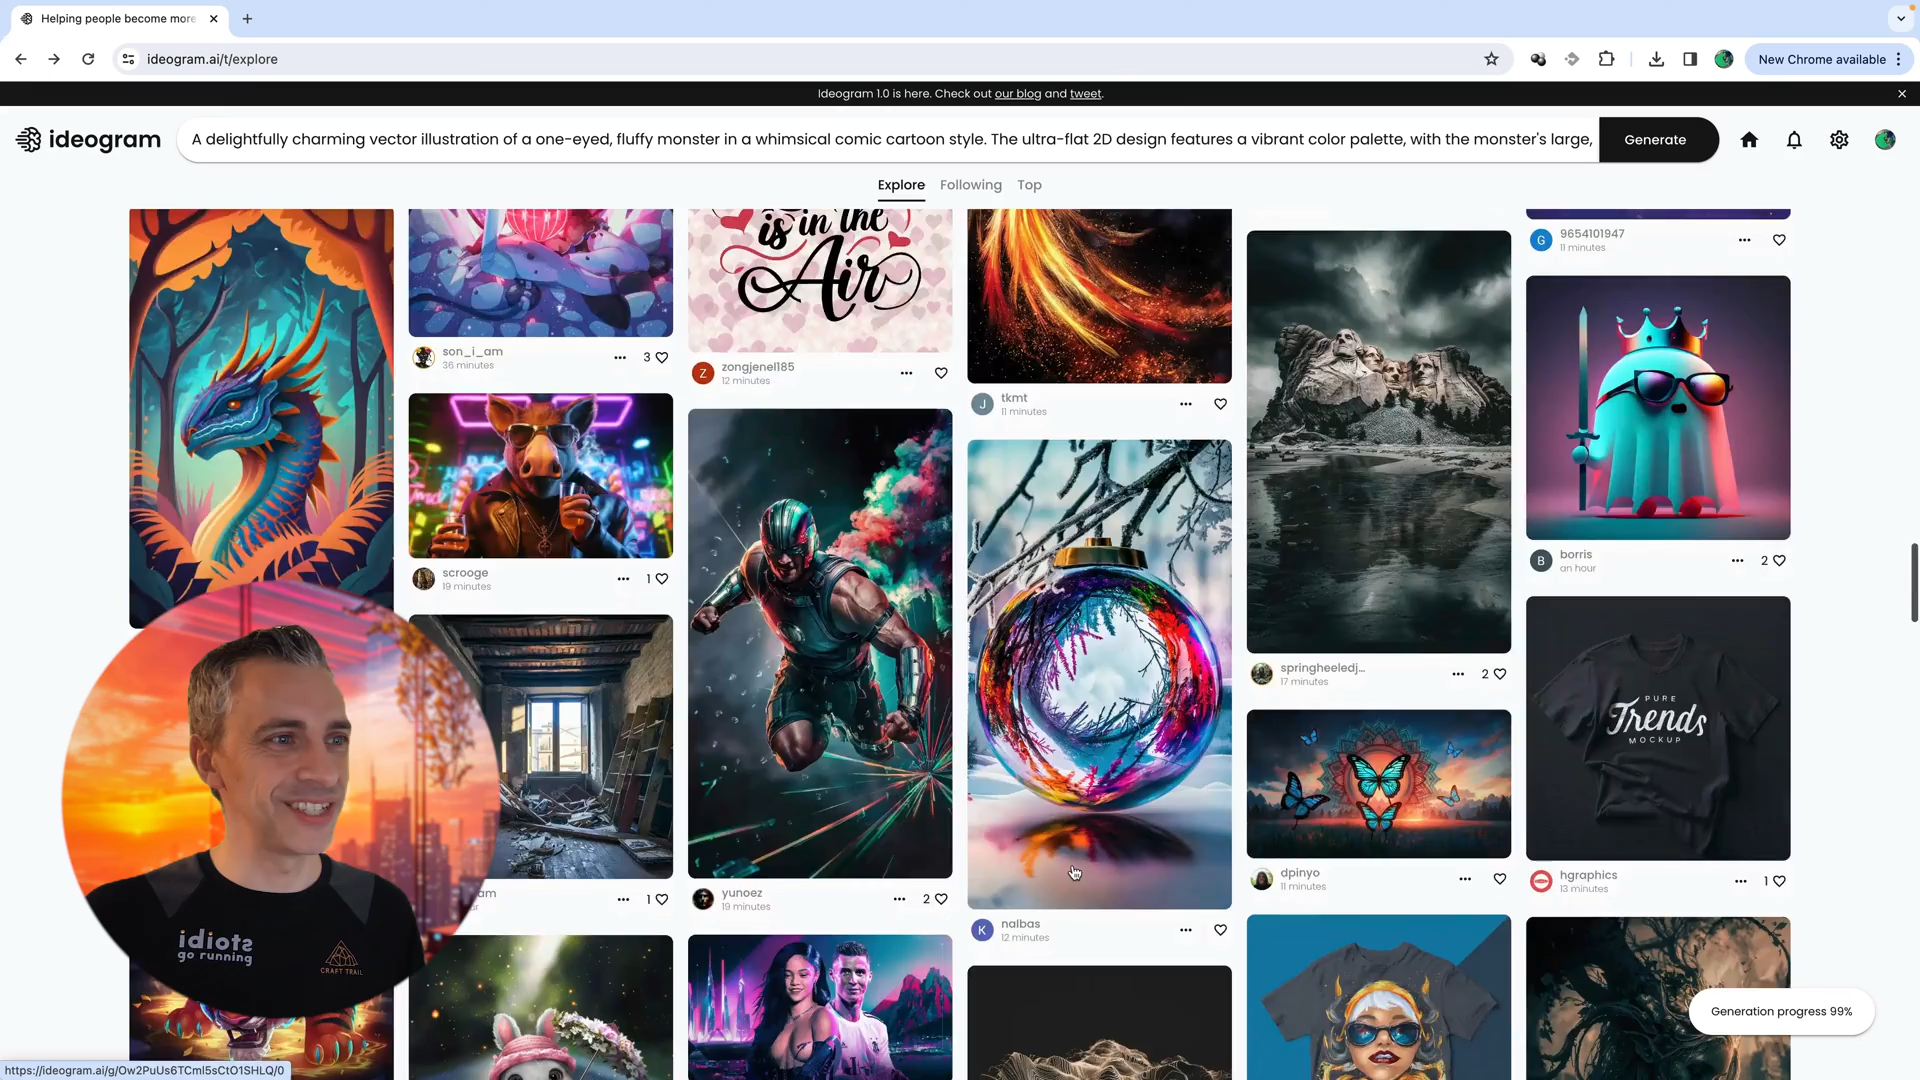 Helping people become more
ideogram.ai/t/explore
New Chrome available
Ideogram 1.0 is here. Check out our blog and tweet.
ideogram
A delightfully charming vector illustration of a one-eyed, fluffy monster in a whimsical comic cartoon style. The ultra-flat 2D design features a vibrant color palette, with the monster's large,
Generate
Explore Following Top
is in the
Air
G
9654101947
11 minutes
son_i_am
36 minutes
3
Z
zongjenel185
12 minutes
J
tkmt
11 minutes
B
borris
an hour
2
scrooge
19 minutes
1
springheeledj...
17 minutes
2
PURE
Trends
MOCKUP
dpinyo
11 minutes
hgraphics
13 minutes
1
am
1
yunoez
19 minutes
2
K
nalbas
12 minutes
idiots
go running
CRAFT TRAIL
Generation progress 99%
https://ideogram.ai/g/Ow2PuUs6TCml5sCtO1SHLQ/0